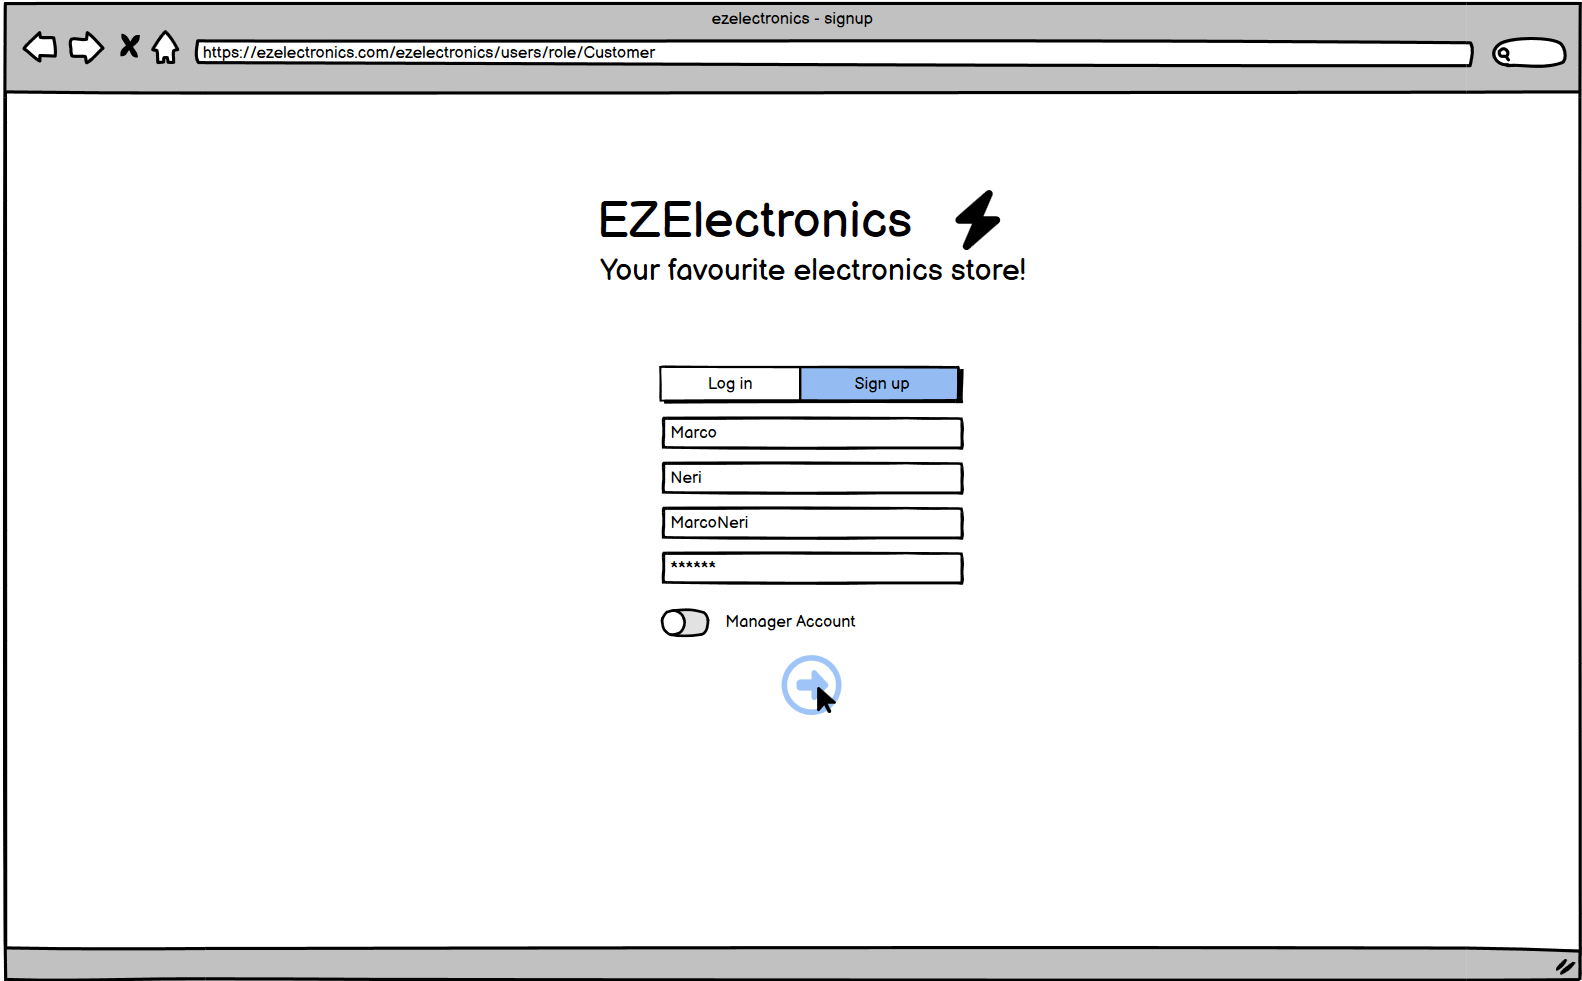 ezelectronics - signup
https://ezelectronics.com/ezelectronics/users/role/Customer
EZElectronics
Your favourite electronics store!
Log in Sign up
Marco
Neri
MarcoNeri
******
Manager Account